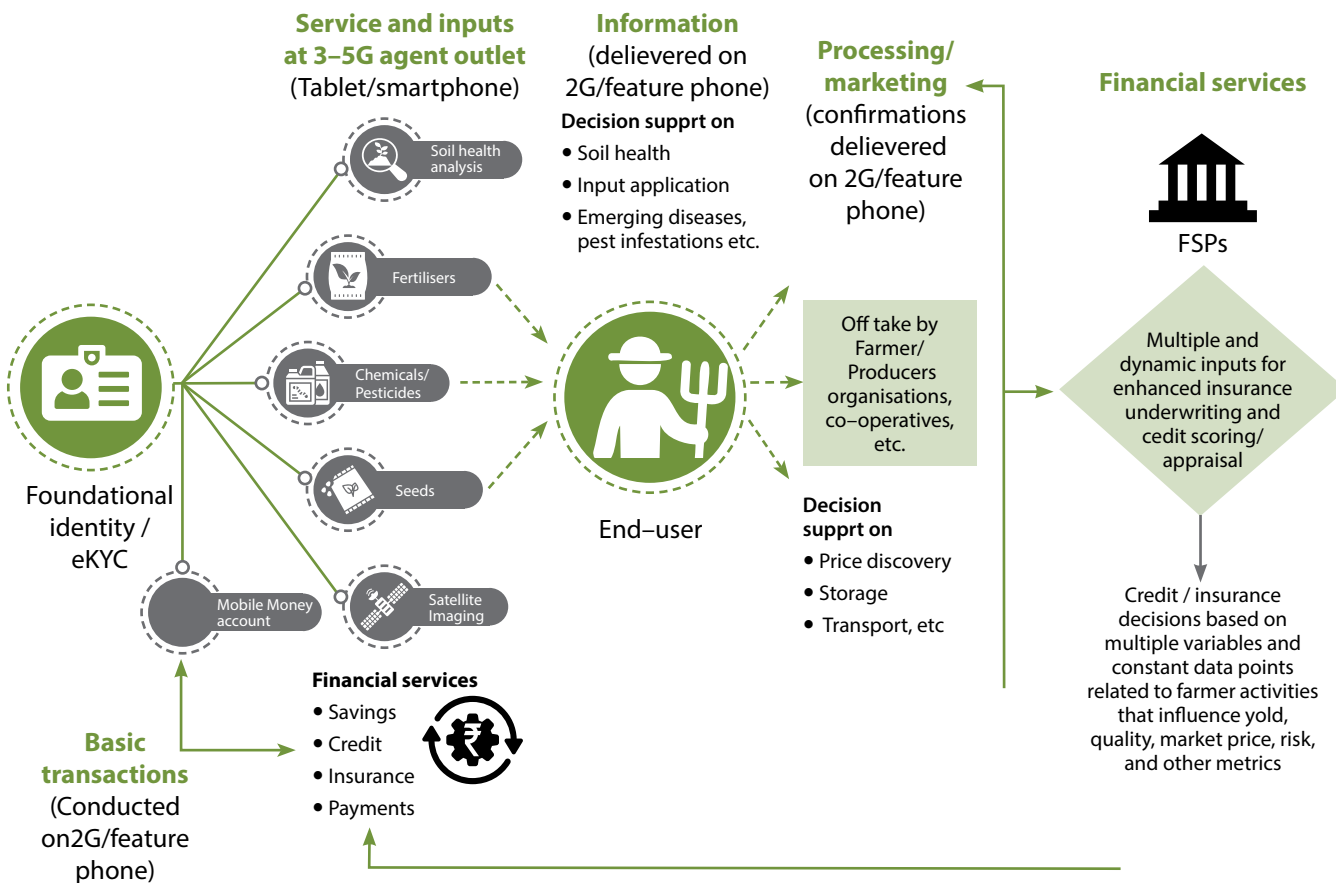 Service and inputs
at 3–5G agent outlet
(Tablet/smartphone)
Soil health
analysis
Fertilisers
Chemicals/
Pesticides
Seeds
Satellite
Imaging
Mobile Money
account
Foundational
identity /
eKYC
Basic
transactions
(Conducted
on2G/feature
phone)
Financial services
• Savings
• Credit
• Insurance
• Payments
₹
Information
(delievered on
2G/feature phone)
Decision supprt on
• Soil health
• Input application
• Emerging diseases,
pest infestations etc.
End–user
Processing/
marketing
(confirmations
delievered
on 2G/feature
phone)
Off take by
Farmer/
Producers
organisations,
co–operatives,
etc.
Decision
supprt on
• Price discovery
• Storage
• Transport, etc
Financial services
FSPs
Multiple and
dynamic inputs for
enhanced insurance
underwriting and
cedit scoring/
appraisal
Credit / insurance
decisions based on
multiple variables and
constant data points
related to farmer activities
that influence yold,
quality, market price, risk,
and other metrics